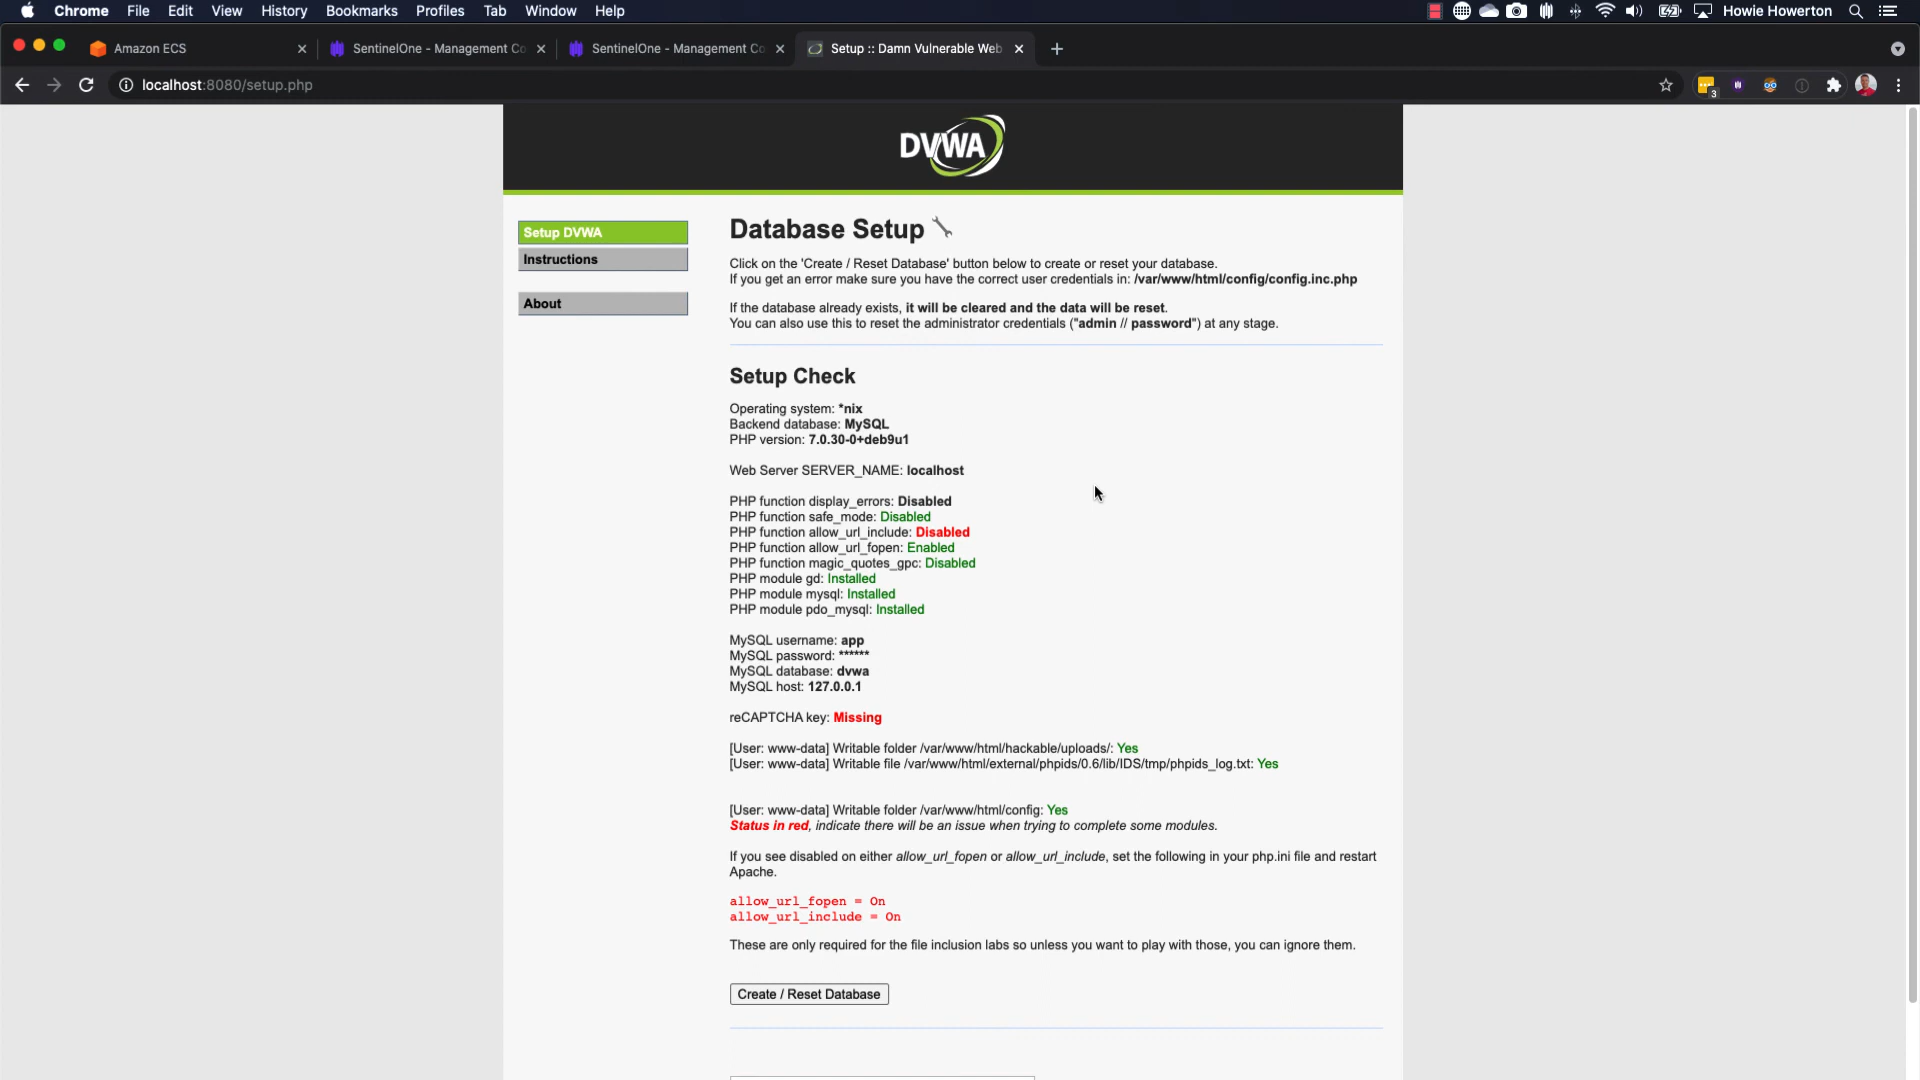 Chrome File Edit View History Bookmarks Profiles Tab Window Help Howie Howerton
Amazon ECS
SentinelOne - Management Co
SentinelOne - Management Co
Setup :: Damn Vulnerable Web
localhost:8080/setup.php
3
DVWA
Setup DVWA
Instructions
About
Database Setup
Click on the 'Create / Reset Database' button below to create or reset your database.
If you get an error make sure you have the correct user credentials in: /var/www/html/config/config.inc.php
If the database already exists, it will be cleared and the data will be reset.
You can also use this to reset the administrator credentials ("admin // password") at any stage.
Setup Check
Operating system: *nix
Backend database: MySQL
PHP version: 7.0.30-0+deb9u1
Web Server SERVER_NAME: localhost
PHP function display_errors: Disabled
PHP function safe_mode: Disabled
PHP function allow_url_include: Disabled
PHP function allow_url_fopen: Enabled
PHP function magic_quotes_gpc: Disabled
PHP module gd: Installed
PHP module mysql: Installed
PHP module pdo_mysql: Installed
MySQL username: app
MySQL password: ******
MySQL database: dvwa
MySQL host: 127.0.0.1
reCAPTCHA key: Missing
[User: www-data] Writable folder /var/www/html/hackable/uploads/: Yes
[User: www-data] Writable file /var/www/html/external/phpids/0.6/lib/IDS/tmp/phpids_log.txt: Yes
[User: www-data] Writable folder /var/www/html/config: Yes
Status in red, indicate there will be an issue when trying to complete some modules.
If you see disabled on either allow_url_fopen or allow_url_include, set the following in your php.ini file and restart
Apache.
allow_url_fopen = On
allow_url_include = On
These are only required for the file inclusion labs so unless you want to play with those, you can ignore them.
Create / Reset Database